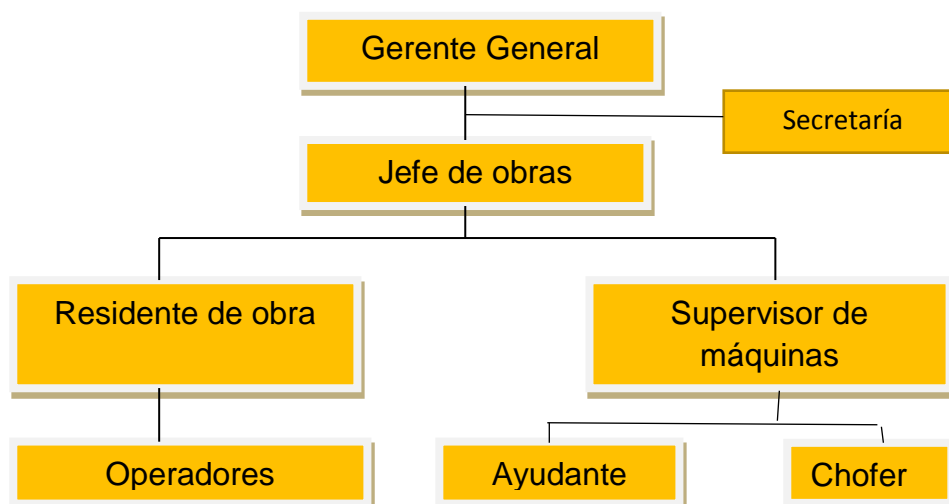 Gerente General
Secretaría
Jefe de obras
Residente de obra
Supervisor de
máquinas
Operadores
Ayudante
Chofer